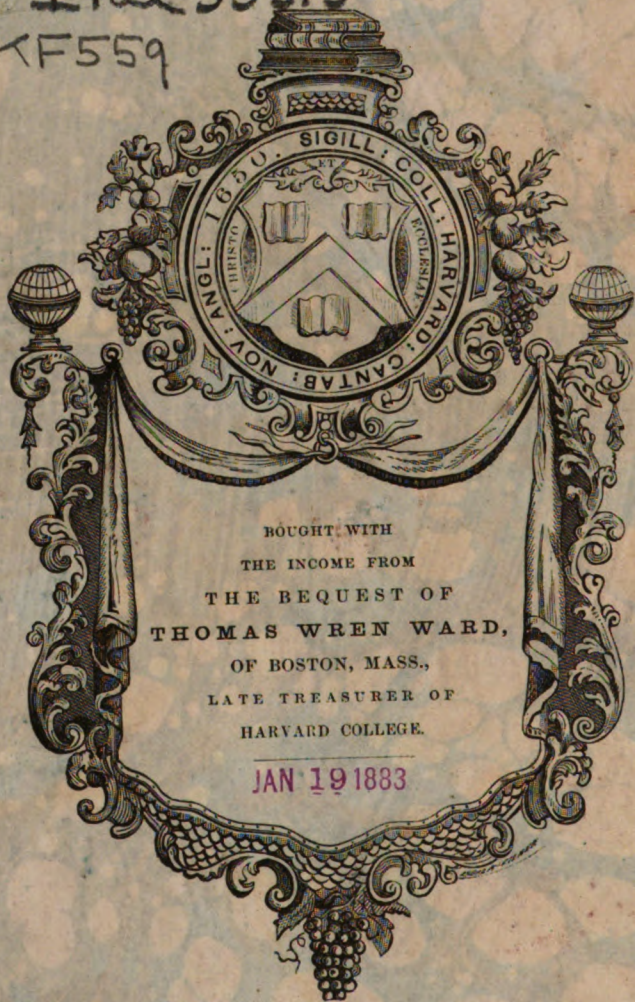 KF559
SIGILL: COLL: HARVARD: CANTAB: NOV: ANGL: 1650.
ET
CHRISTO
ECCLESIAE
BOUGHT WITH
THE INCOME FROM
THE BEQUEST OF
THOMAS WREN WARD,
OF BOSTON, MASS.,
LATE TREASURER OF
HARVARD COLLEGE.
JAN 19 1883